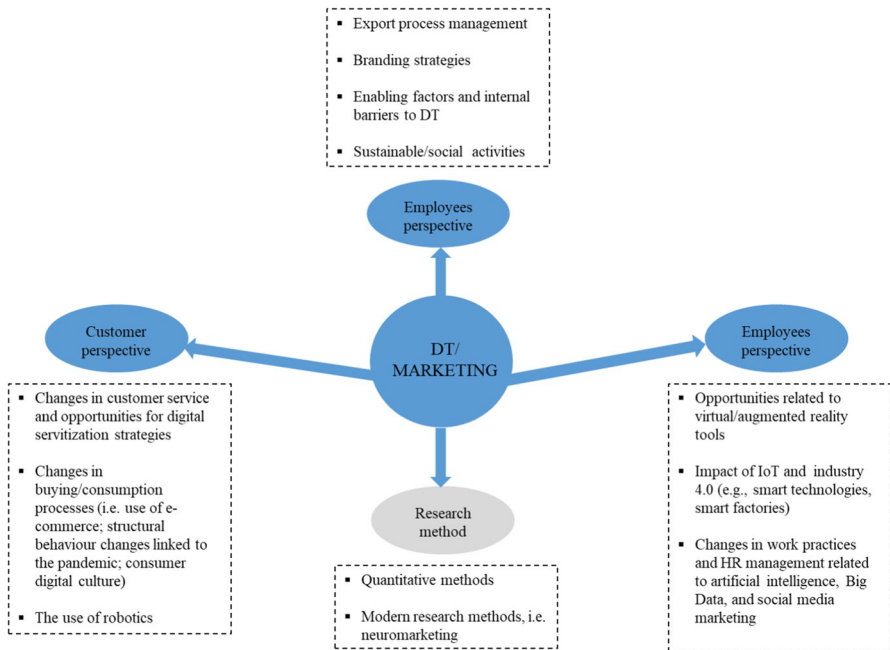 ▪ Export process management
▪ Branding strategies
▪ Enabling factors and internal
barriers to DT
▪ Sustainable/social activities
Employees
perspective
Customer
perspective
DT/
MARKETING
Employees
perspective
▪ Changes in customer service
and opportunities for digital
servitization strategies
▪ Changes in
buying/consumption
processes (i.e. use of e-
commerce; structural
behaviour changes linked to
the pandemic; consumer
digital culture)
▪ The use of robotics
Research
method
▪ Quantitative methods
▪ Modern research methods, i.e.
neuromarketing
▪ Opportunities related to
virtual/augmented reality
tools
▪ Impact of IoT and industry
4.0 (e.g., smart technologies,
smart factories)
▪ Changes in work practices
and HR management related
to artificial intelligence, Big
Data, and social media
marketing